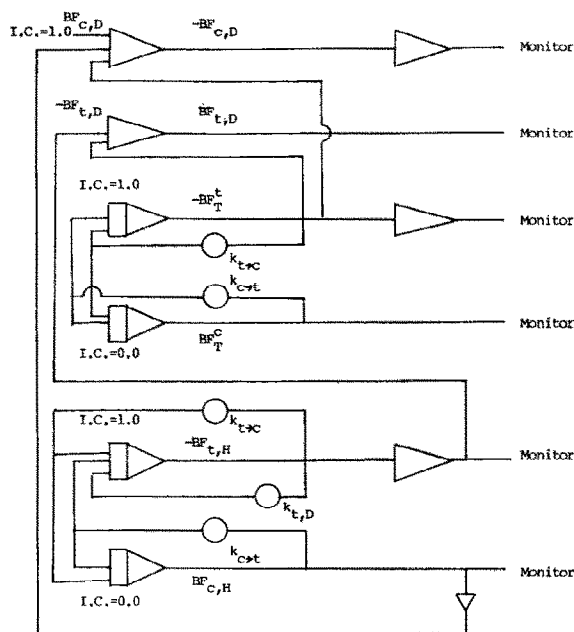 BF_c,D
I.C.=1.0
-BF_c,D
Monitor
-BF_t,D
BF_t,D
Monitor
I.C.=1.0
-BF_T^t
Monitor
k_t→c
k_c→t
BF_T^c
Monitor
I.C.=0.0
I.C.=1.0
k_t→c
-BF_t,H
Monitor
k_t,D
k_c→t
BF_c,H
Monitor
I.C.=0.0